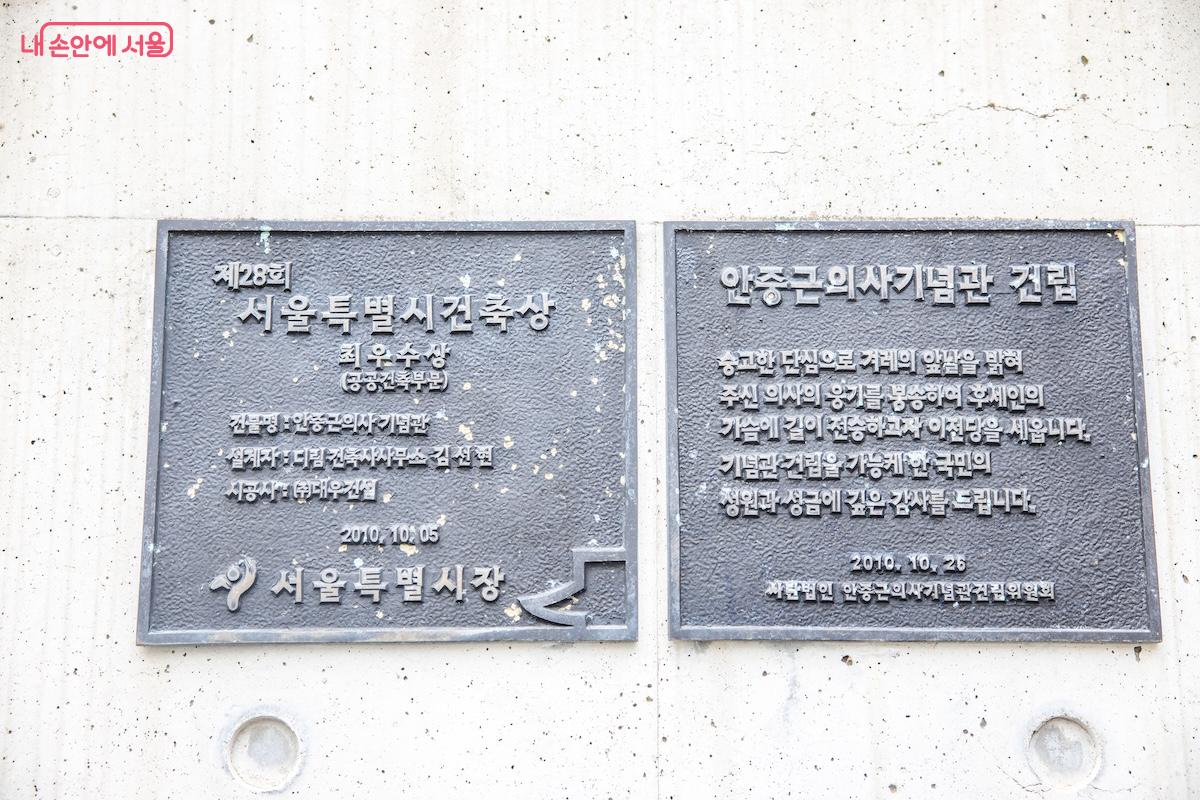 내 손안에 서울
제28회
서울특별시건축상
최우수상
(공공건축부문)
건물명 : 안중근의사 기념관
설계자 : 디림 건축사사무소 김선현
시공사 : ㈜대우건설
2010. 10. 05
서울특별시장
안중근의사기념관 건립
숭고한 단심으로 겨레의 앞날을 밝혀
주신 의사의 웅기를 봉송하여 후세인의
가슴에 길이 전승하고자 이전당을 세웁니다.
기념관 건립을 가능케 한 국민의
성원과 성금에 깊은 감사를 드립니다.
2010. 10. 26
사단법인 안중근의사기념관건립위원회